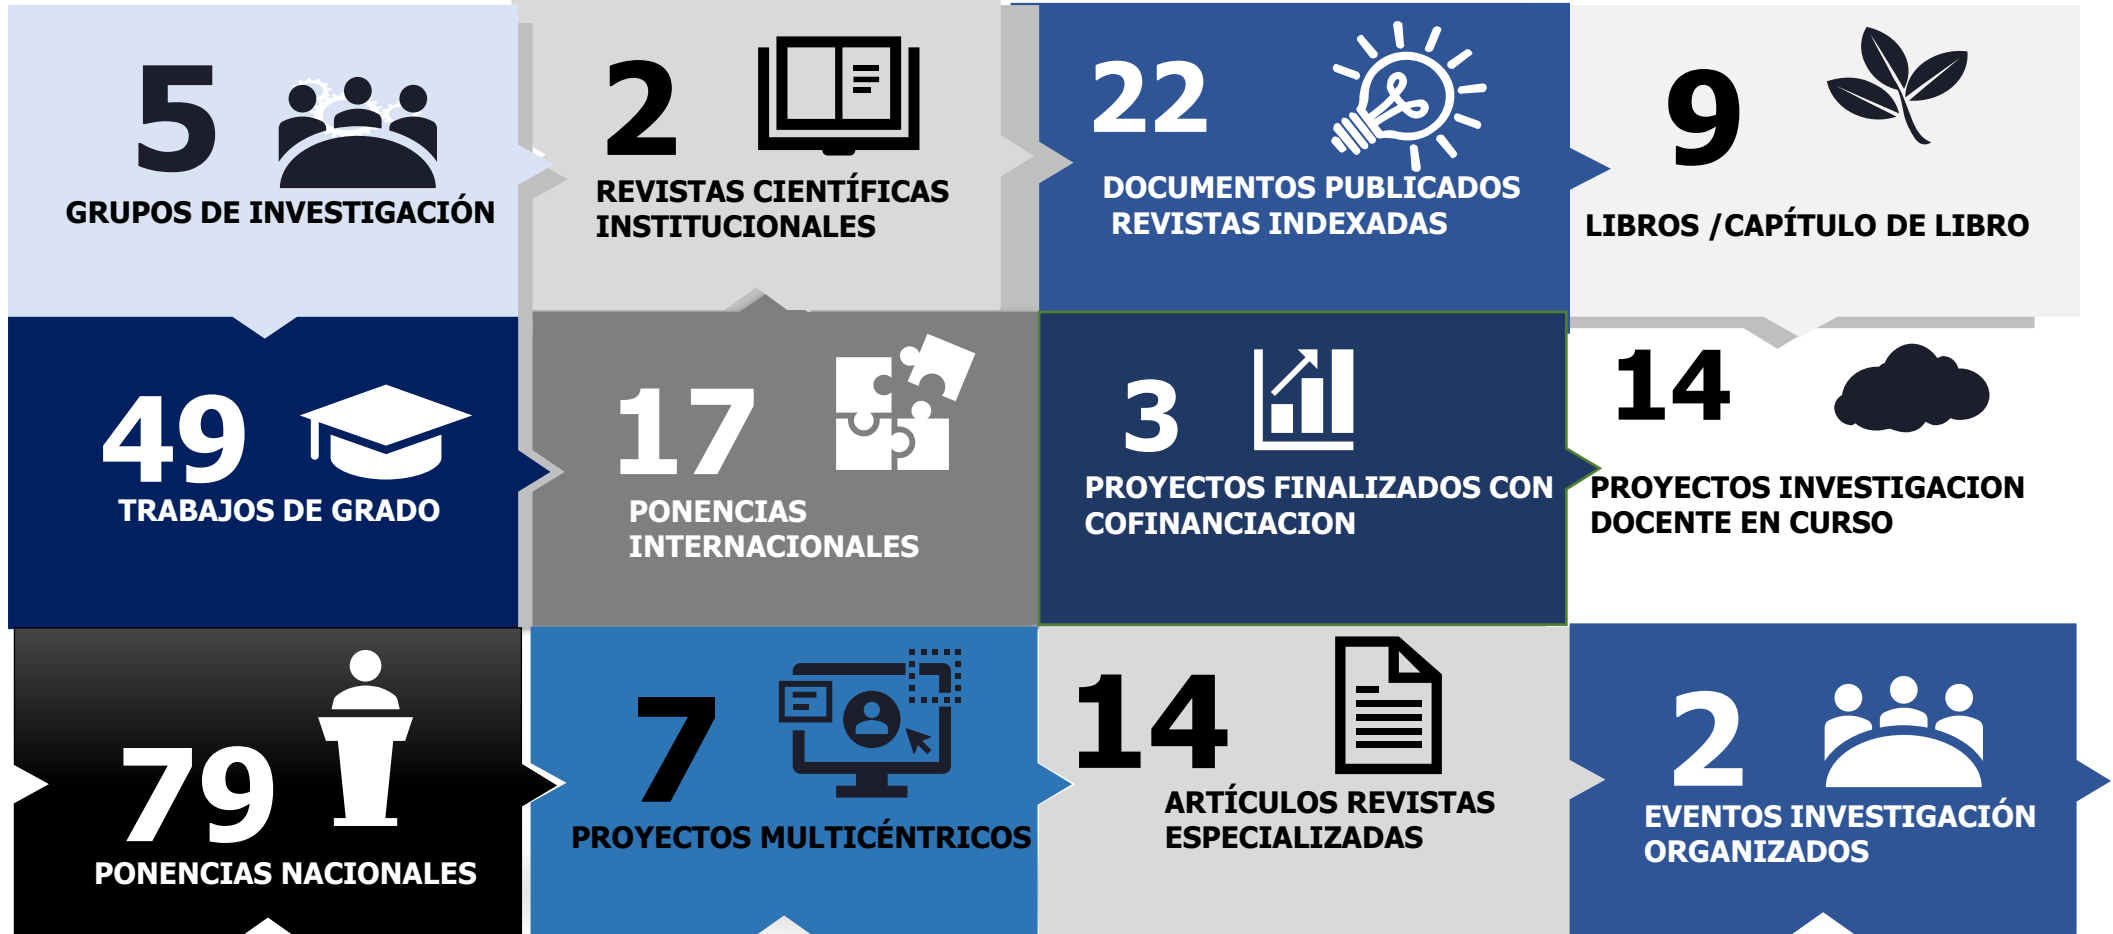 5
GRUPOS DE INVESTIGACIÓN
2
REVISTAS CIENTÍFICAS
INSTITUCIONALES
22
DOCUMENTOS PUBLICADOS
REVISTAS INDEXADAS
9
LIBROS /CAPÍTULO DE LIBRO
49
TRABAJOS DE GRADO
17
PONENCIAS
INTERNACIONALES
3
PROYECTOS FINALIZADOS CON
COFINANCIACION
14
PROYECTOS INVESTIGACION
DOCENTE EN CURSO
79
PONENCIAS NACIONALES
7
PROYECTOS MULTICÉNTRICOS
14
ARTÍCULOS REVISTAS
ESPECIALIZADAS
2
EVENTOS INVESTIGACIÓN
ORGANIZADOS